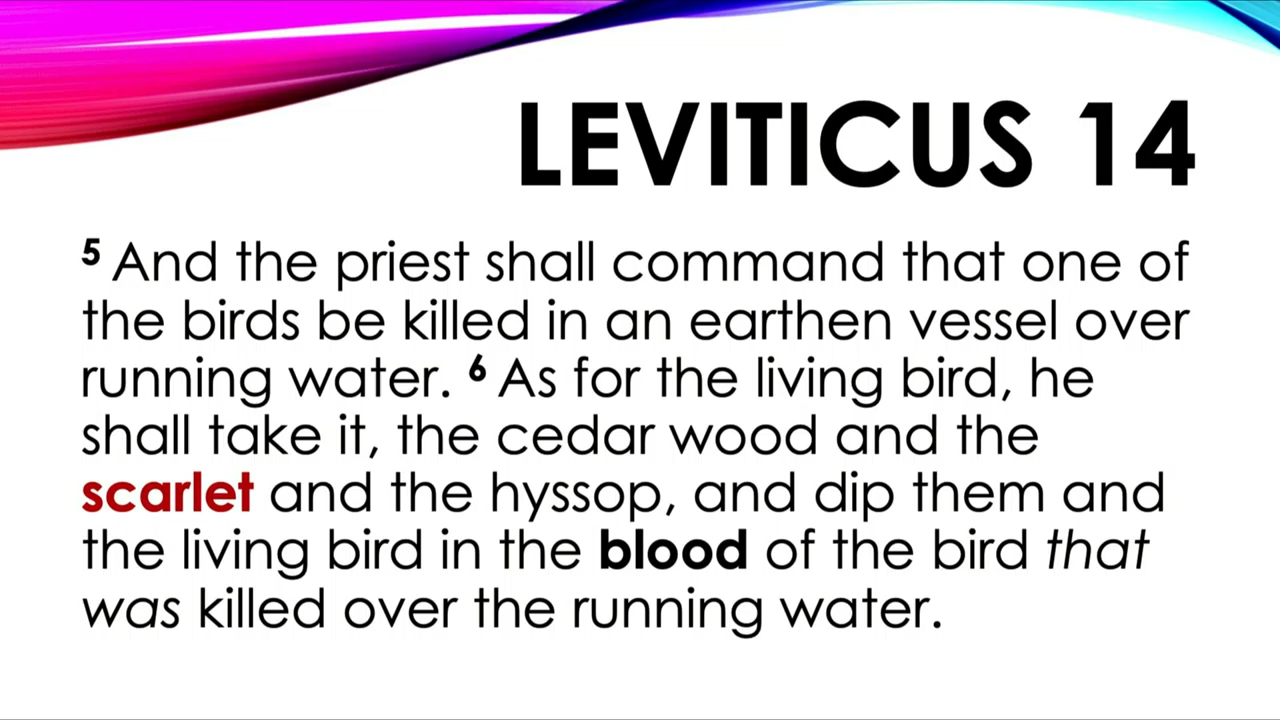 LEVITICUS 14
5 And the priest shall command that one of
the birds be killed in an earthen vessel over
running water. 6 As for the living bird, he
shall take it, the cedar wood and the
scarlet and the hyssop, and dip them and
the living bird in the blood of the bird that
was killed over the running water.